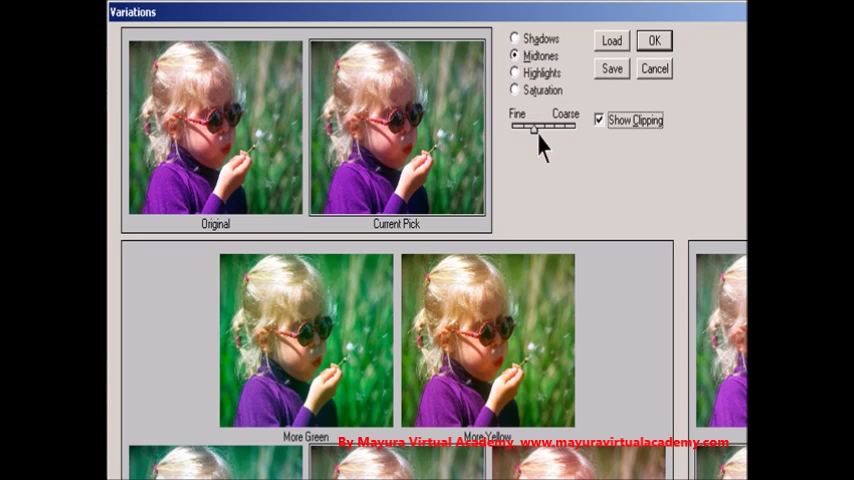 Variations
Shadows
Midtones
Highlights
Saturation
Fine Coarse
Load
OK
Save
Cancel
Show Clipping
Original
Current Pick
More Green
More Yellow
By Mayura Virtual Academy, www.mayuravirtualacademy.com